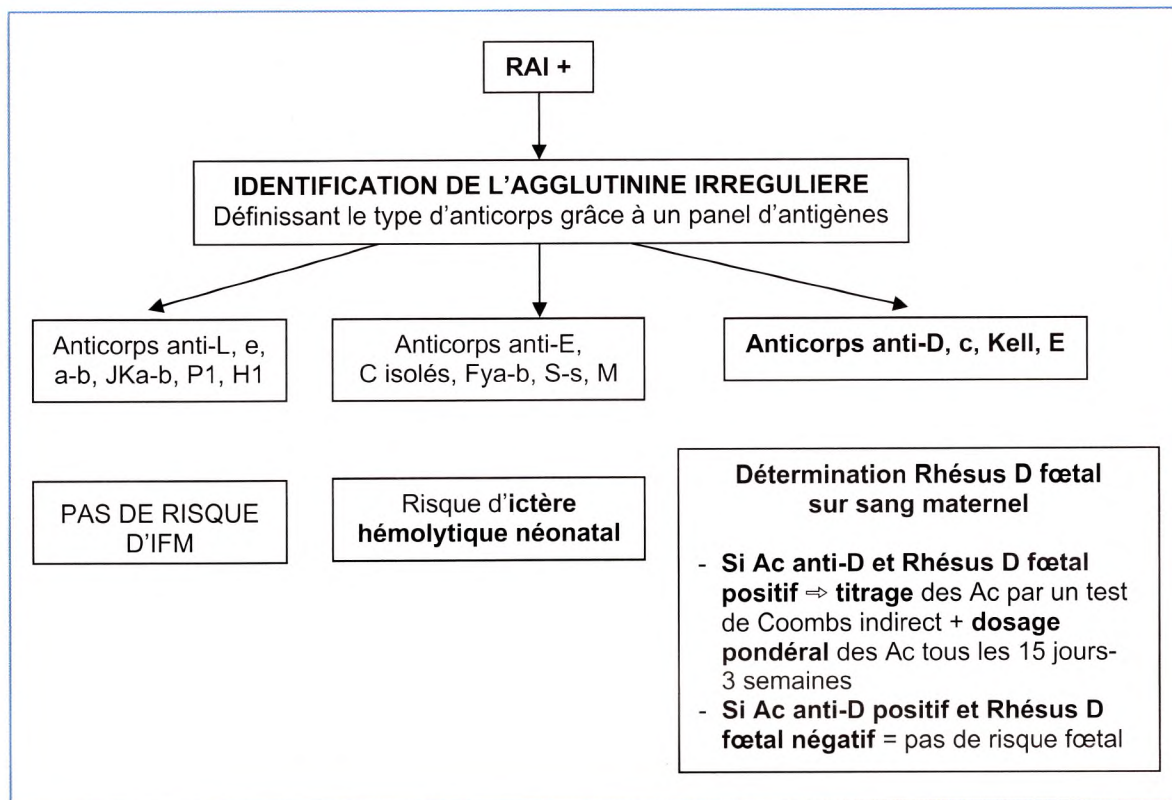 RAI +
IDENTIFICATION DE L'AGGLUTININE IRREGULIERE
Définissant le type d'anticorps grâce à un panel d'antigènes
Anticorps anti-L, e,
a-b, JKa-b, P1, H1
Anticorps anti-E,
C isolés, Fya-b, S-s, M
Anticorps anti-D, c, Kell, E
PAS DE RISQUE
D'IFM
Risque d'ictère
hémolytique néonatal
Détermination Rhésus D fœtal
sur sang maternel
- Si Ac anti-D et Rhésus D fœtal
positif ⇨ titrage des Ac par un test
de Coombs indirect + dosage
pondéral des Ac tous les 15 jours-
3 semaines
- Si Ac anti-D positif et Rhésus D
fœtal négatif = pas de risque fœtal